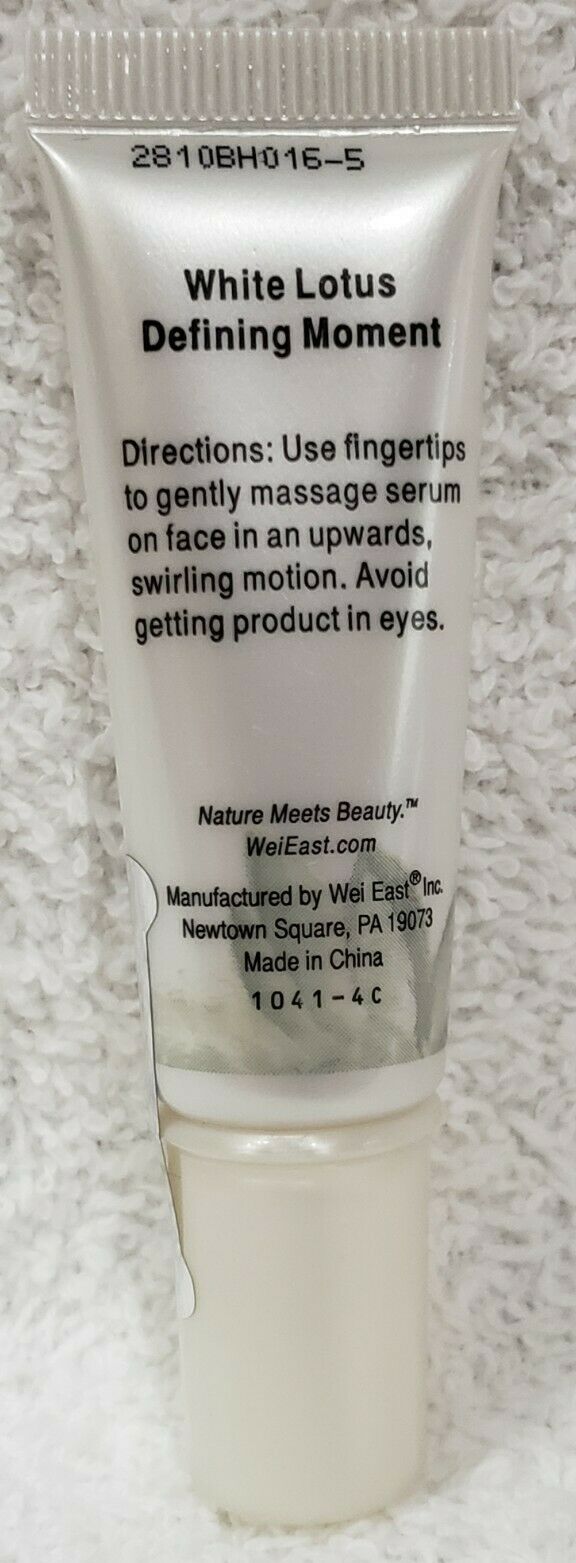 2810BH016-5
White Lotus
Defining Moment
Directions: Use fingertips
to gently massage serum
on face in an upwards,
swirling motion. Avoid
getting product in eyes.
Nature Meets Beauty.™
WeiEast.com
Manufactured by Wei East® Inc.
Newtown Square, PA 19073
Made in China
1041-4C